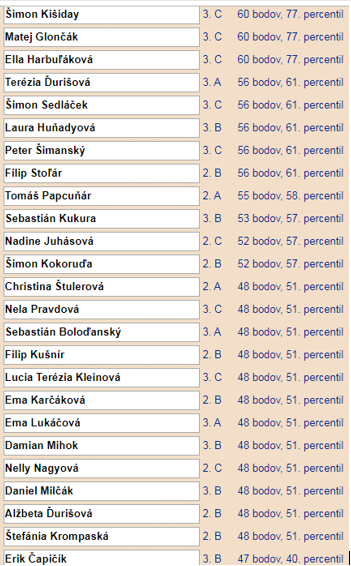 Šimon Kišiday 3. C 60 bodov, 77. percentil
Matej Glončák 3. C 60 bodov, 77. percentil
Ella Harbuľáková 3. C 60 bodov, 77. percentil
Terézia Ďurišová 3. A 56 bodov, 61. percentil
Šimon Sedláček 3. C 56 bodov, 61. percentil
Laura Huňadyová 3. B 56 bodov, 61. percentil
Peter Šimanský 3. C 56 bodov, 61. percentil
Filip Stofár 2. B 56 bodov, 61. percentil
Tomáš Papcuňár 2. A 55 bodov, 58. percentil
Sebastián Kukura 3. B 53 bodov, 57. percentil
Nadine Juhásová 2. C 52 bodov, 57. percentil
Šimon Kokoruďa 2. B 52 bodov, 57. percentil
Christina Štulerová 2. A 48 bodov, 51. percentil
Nela Pravdová 3. C 48 bodov, 51. percentil
Sebastián Boloďanský 3. A 48 bodov, 51. percentil
Filip Kušnír 2. B 48 bodov, 51. percentil
Lucia Terézia Kleinová 3. C 48 bodov, 51. percentil
Ema Karčáková 2. B 48 bodov, 51. percentil
Ema Lukáčová 3. A 48 bodov, 51. percentil
Damian Mihok 3. B 48 bodov, 51. percentil
Nelly Nagyová 2. C 48 bodov, 51. percentil
Daniel Milčák 3. B 48 bodov, 51. percentil
Alžbeta Ďurišová 2. B 48 bodov, 51. percentil
Štefánia Krompaská 2. B 48 bodov, 51. percentil
Erik Čapičík 3. B 47 bodov, 40. percentil